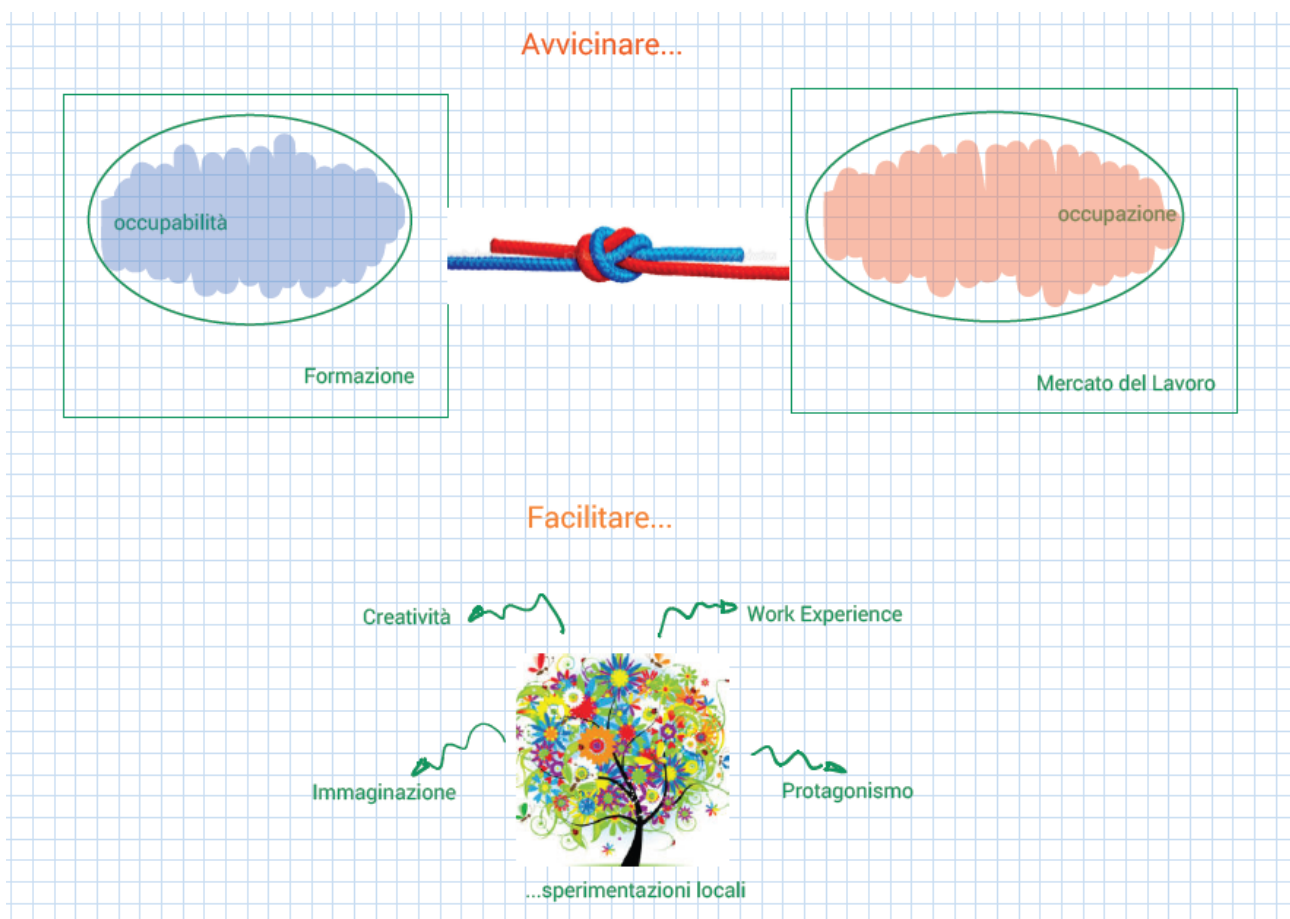 Avvicinare...
occupabilità
occupazione
Formazione
Mercato del Lavoro
Facilitare...
Creatività
Work Experience
Immaginazione
Protagonismo
...sperimentazioni locali